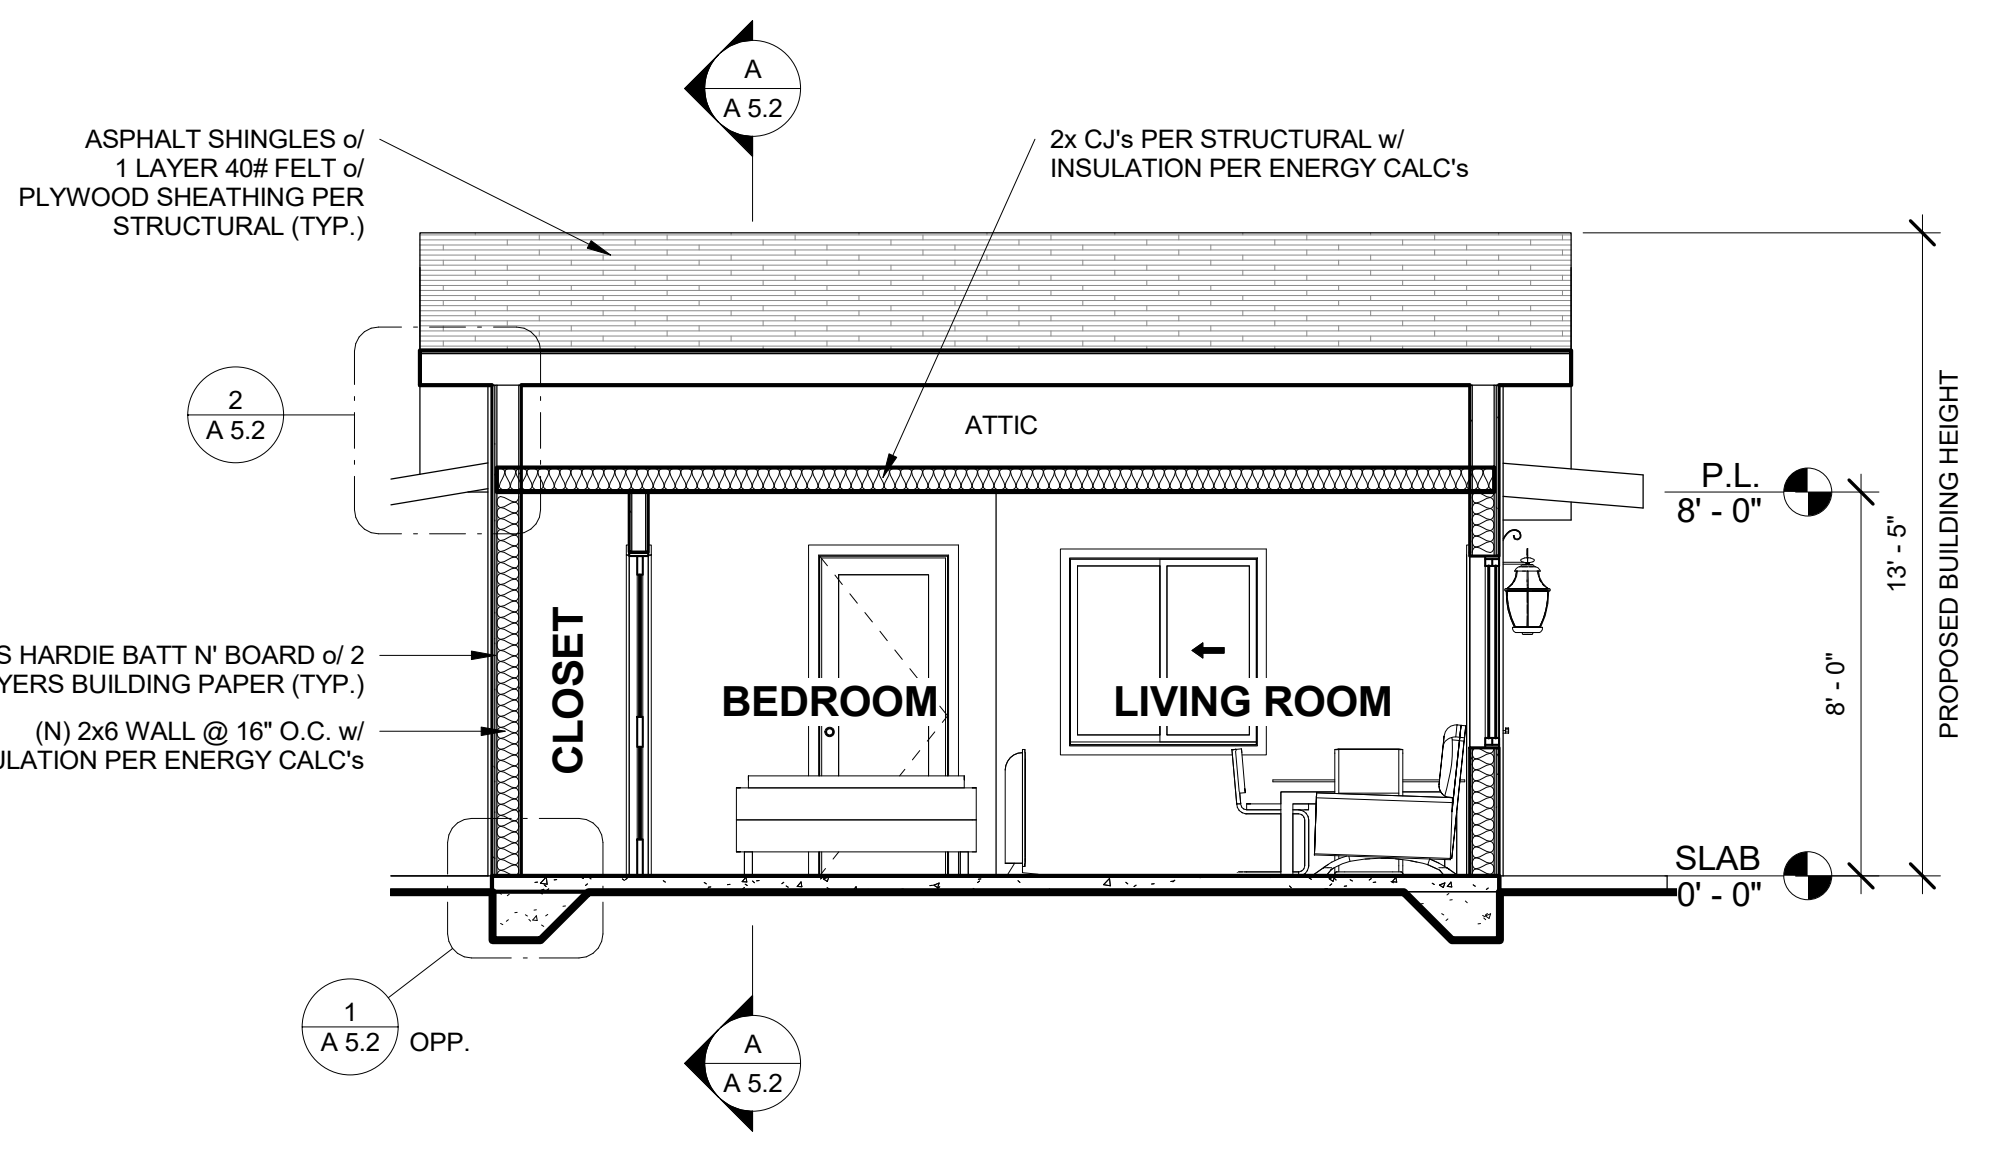 A
A 5.2
ASPHALT SHINGLES o/
1 LAYER 40# FELT o/
PLYWOOD SHEATHING PER
STRUCTURAL (TYP.)
2x CJ's PER STRUCTURAL w/
INSULATION PER ENERGY CALC's
2
A 5.2
ATTIC
P.L.
8' - 0"
13' - 5"
PROPOSED BUILDING HEIGHT
8' - 0"
S HARDIE BATT N' BOARD o/ 2
YERS BUILDING PAPER (TYP.)
(N) 2x6 WALL @ 16" O.C. w/
ULATION PER ENERGY CALC's
CLOSET
BEDROOM
LIVING ROOM
SLAB
0' - 0"
1
A 5.2
OPP.
A
A 5.2